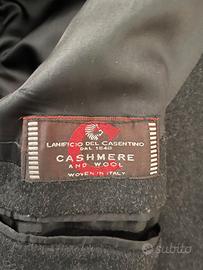 LANIFICIO DEL CASENTINO
DAL 1848
CASHMERE
AND WOOL
WOVEN IN ITALY
subito